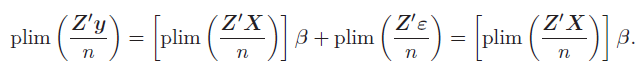 plim (Z'y / n) = [plim (Z'X / n)] β + plim (Z'ε / n) = [plim (Z'X / n)] β.